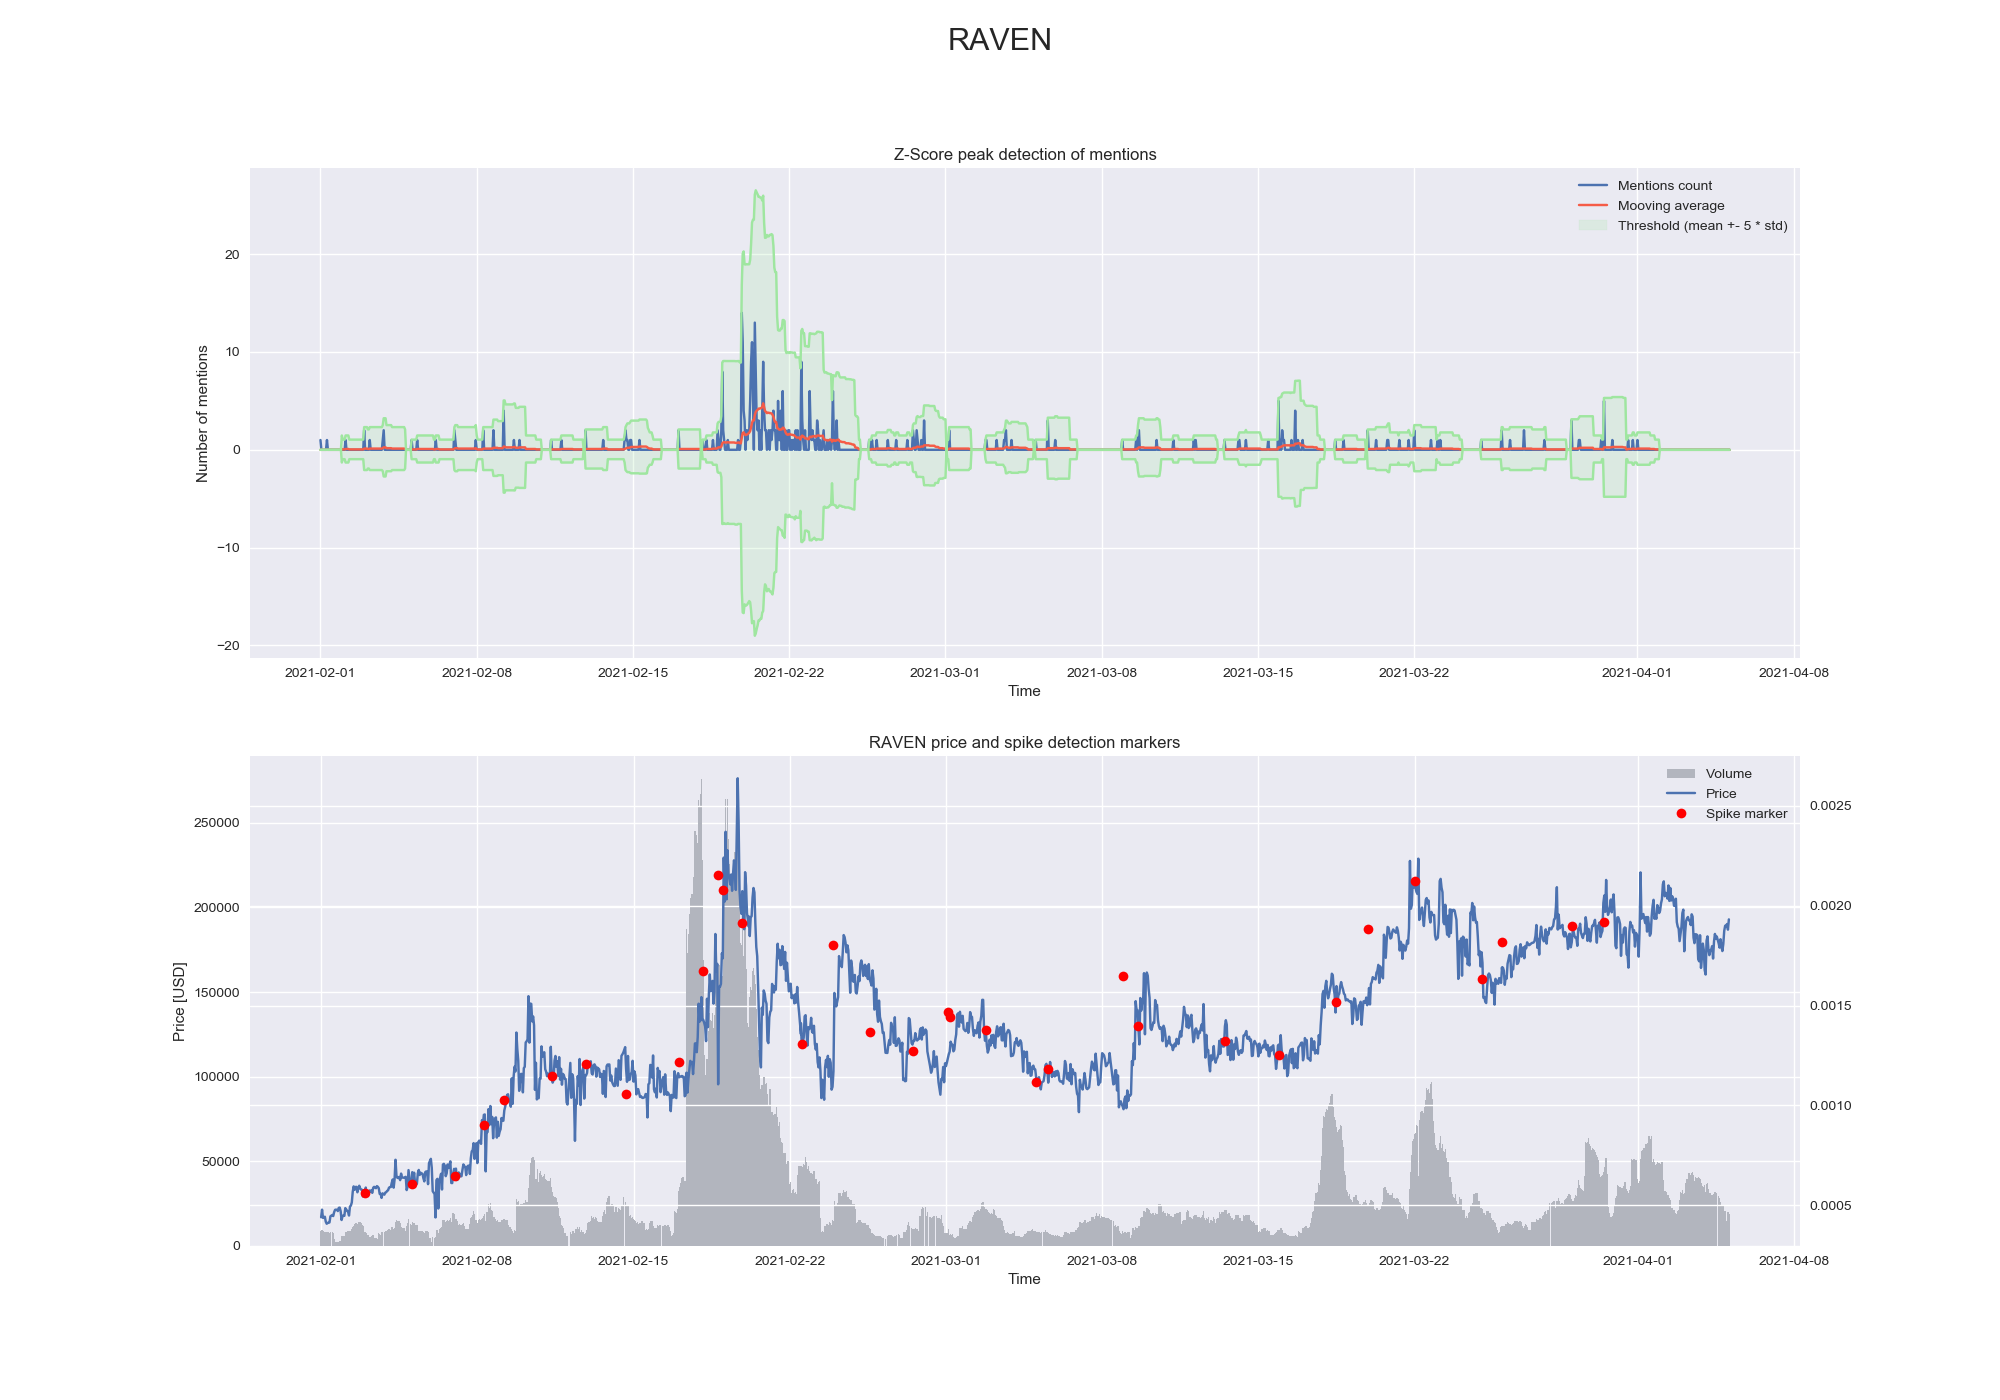 RAVEN
Z-Score peak detection of mentions
Mentions count
Mooving average
Threshold (mean +- 5 * std)
Number of mentions
20
10
0
−10
−20
2021-02-01 2021-02-08 2021-02-15 2021-02-22 2021-03-01 2021-03-08 2021-03-15 2021-03-22 2021-04-01 2021-04-08
Time
RAVEN price and spike detection markers
Volume
Price
Spike marker
Price [USD]
250000
200000
150000
100000
50000
0
0.0025
0.0020
0.0015
0.0010
0.0005
2021-02-01 2021-02-08 2021-02-15 2021-02-22 2021-03-01 2021-03-08 2021-03-15 2021-03-22 2021-04-01 2021-04-08
Time